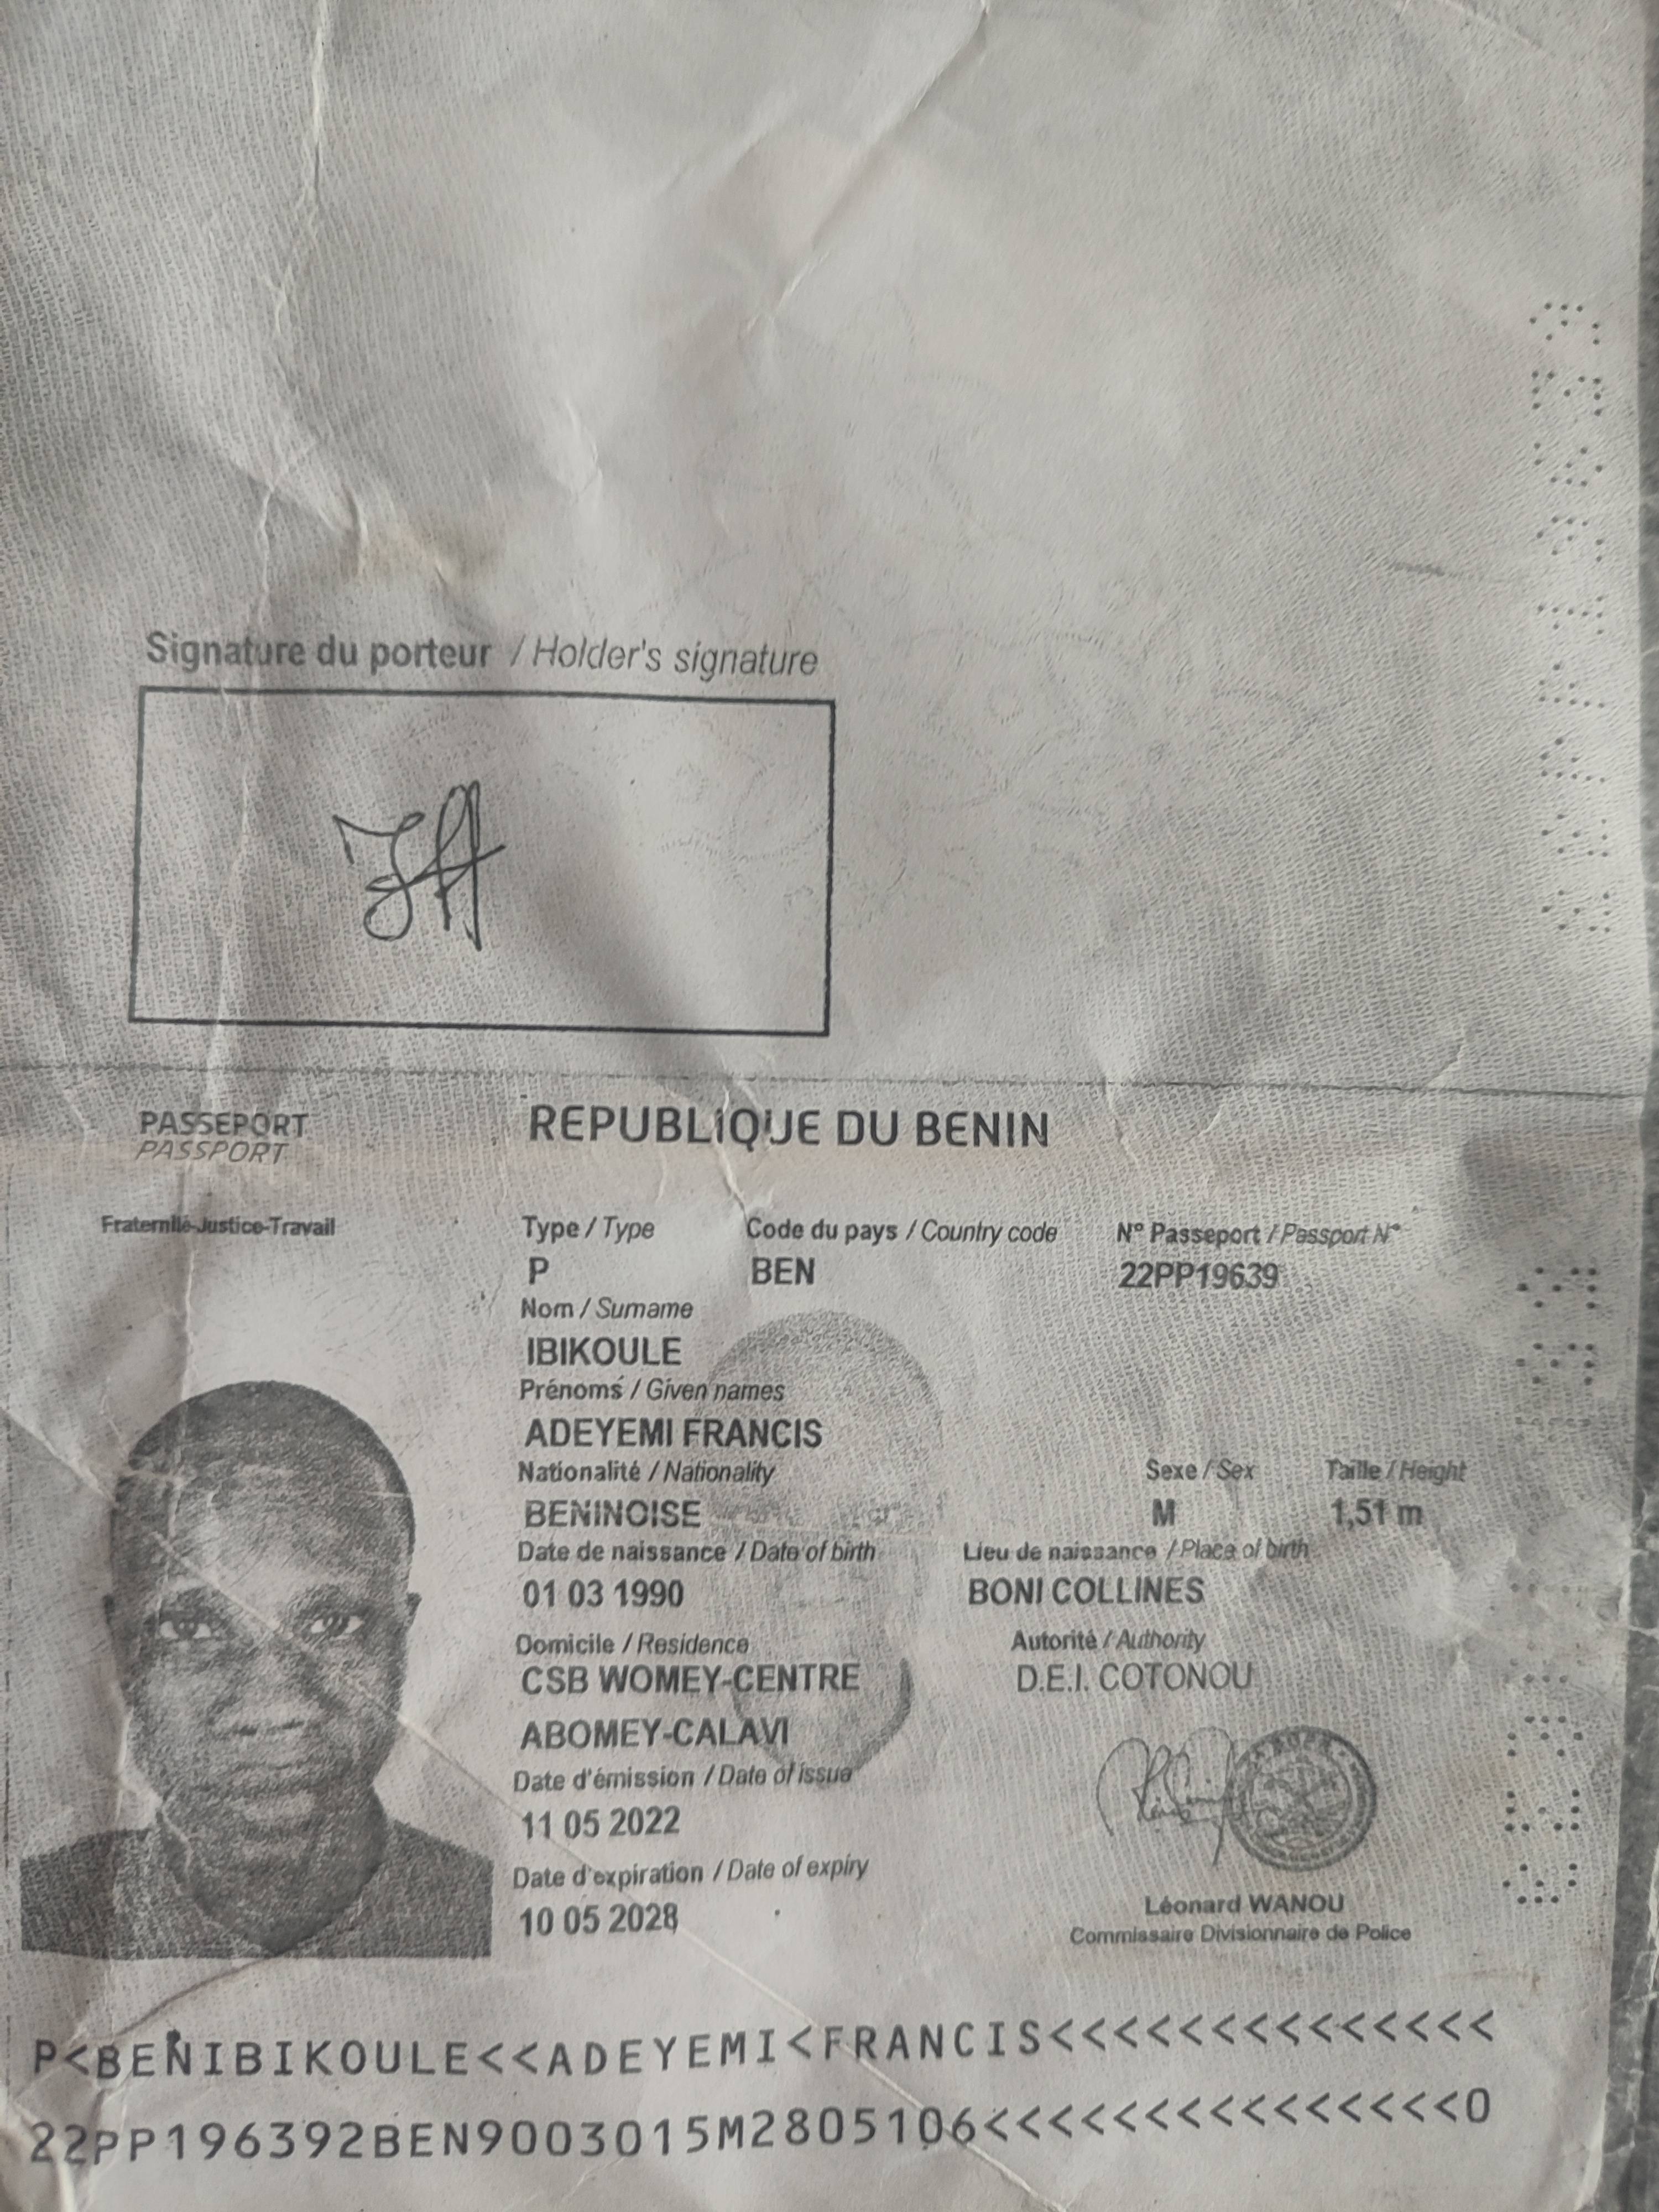 Signature du porteur / Holder's signature
PASSEPORT
PASSPORT
REPUBLIQUE DU BENIN
Fraternité-Justice-Travail
Type / Type Code du pays / Country code N° Passeport / Passport N°
P BEN 22PP19639
Nom / Surname
IBIKOULE
Prénoms / Given names
ADEYEMI FRANCIS
Nationalité / Nationality Sexe / Sex Taille / Height
BENINOISE M 1,51 m
Date de naissance / Date of birth Lieu de naissance / Place of birth
01 03 1990 BONI COLLINES
Domicile / Residence Autorité / Authority
CSB WOMEY-CENTRE D.E.I. COTONOU
ABOMEY-CALAVI
Date d'émission / Date of issue
11 05 2022
Date d'expiration / Date of expiry
10 05 2028
Léonard WANOU
Commissaire Divisionnaire de Police
P<BENIBIKOULE<<ADEYEMI<FRANCIS<<<<<<<<<<<<<<
22PP196392BEN9003015M2805106<<<<<<<<<<<<<<<0